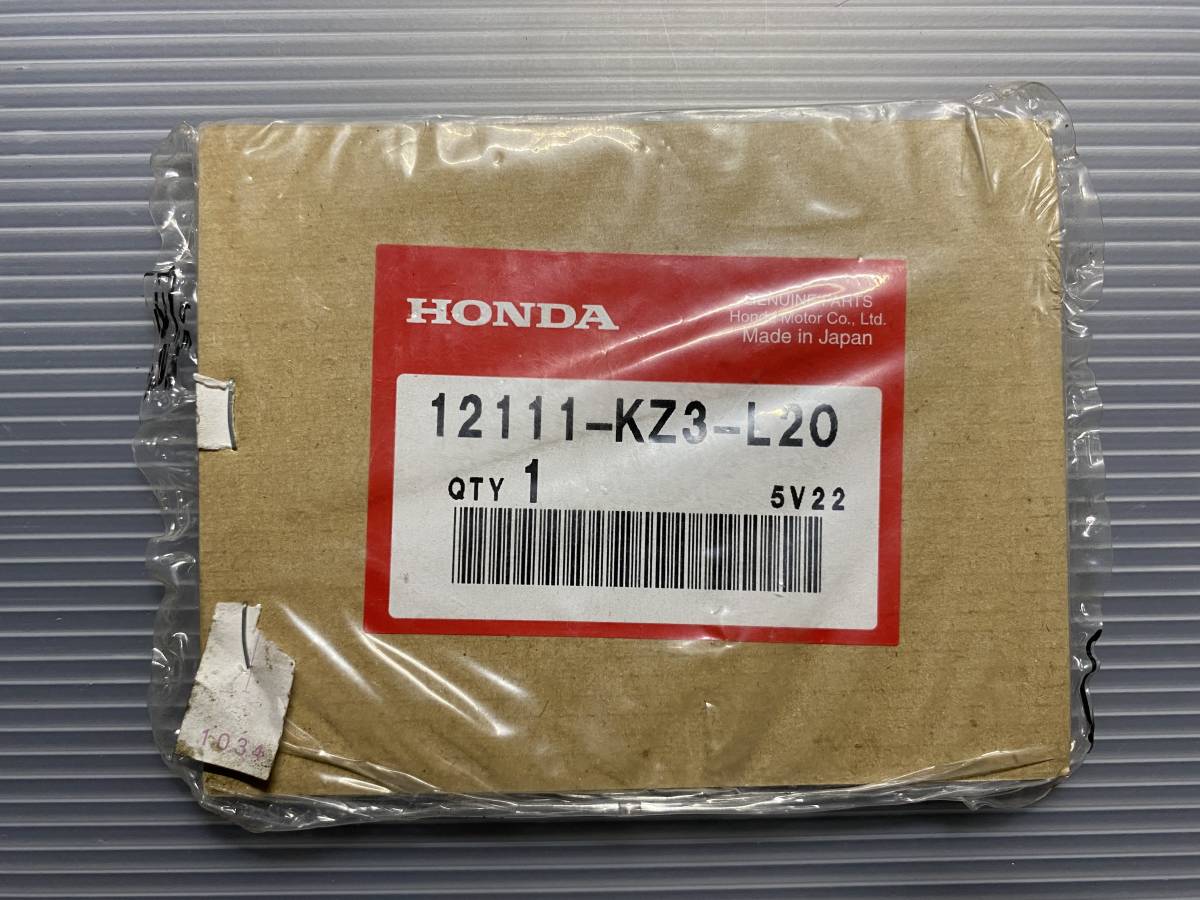 HONDA
GENUINE PARTS
Honda Motor Co., Ltd.
Made in Japan
12111-KZ3-L20
QTY 1 5V22
1034